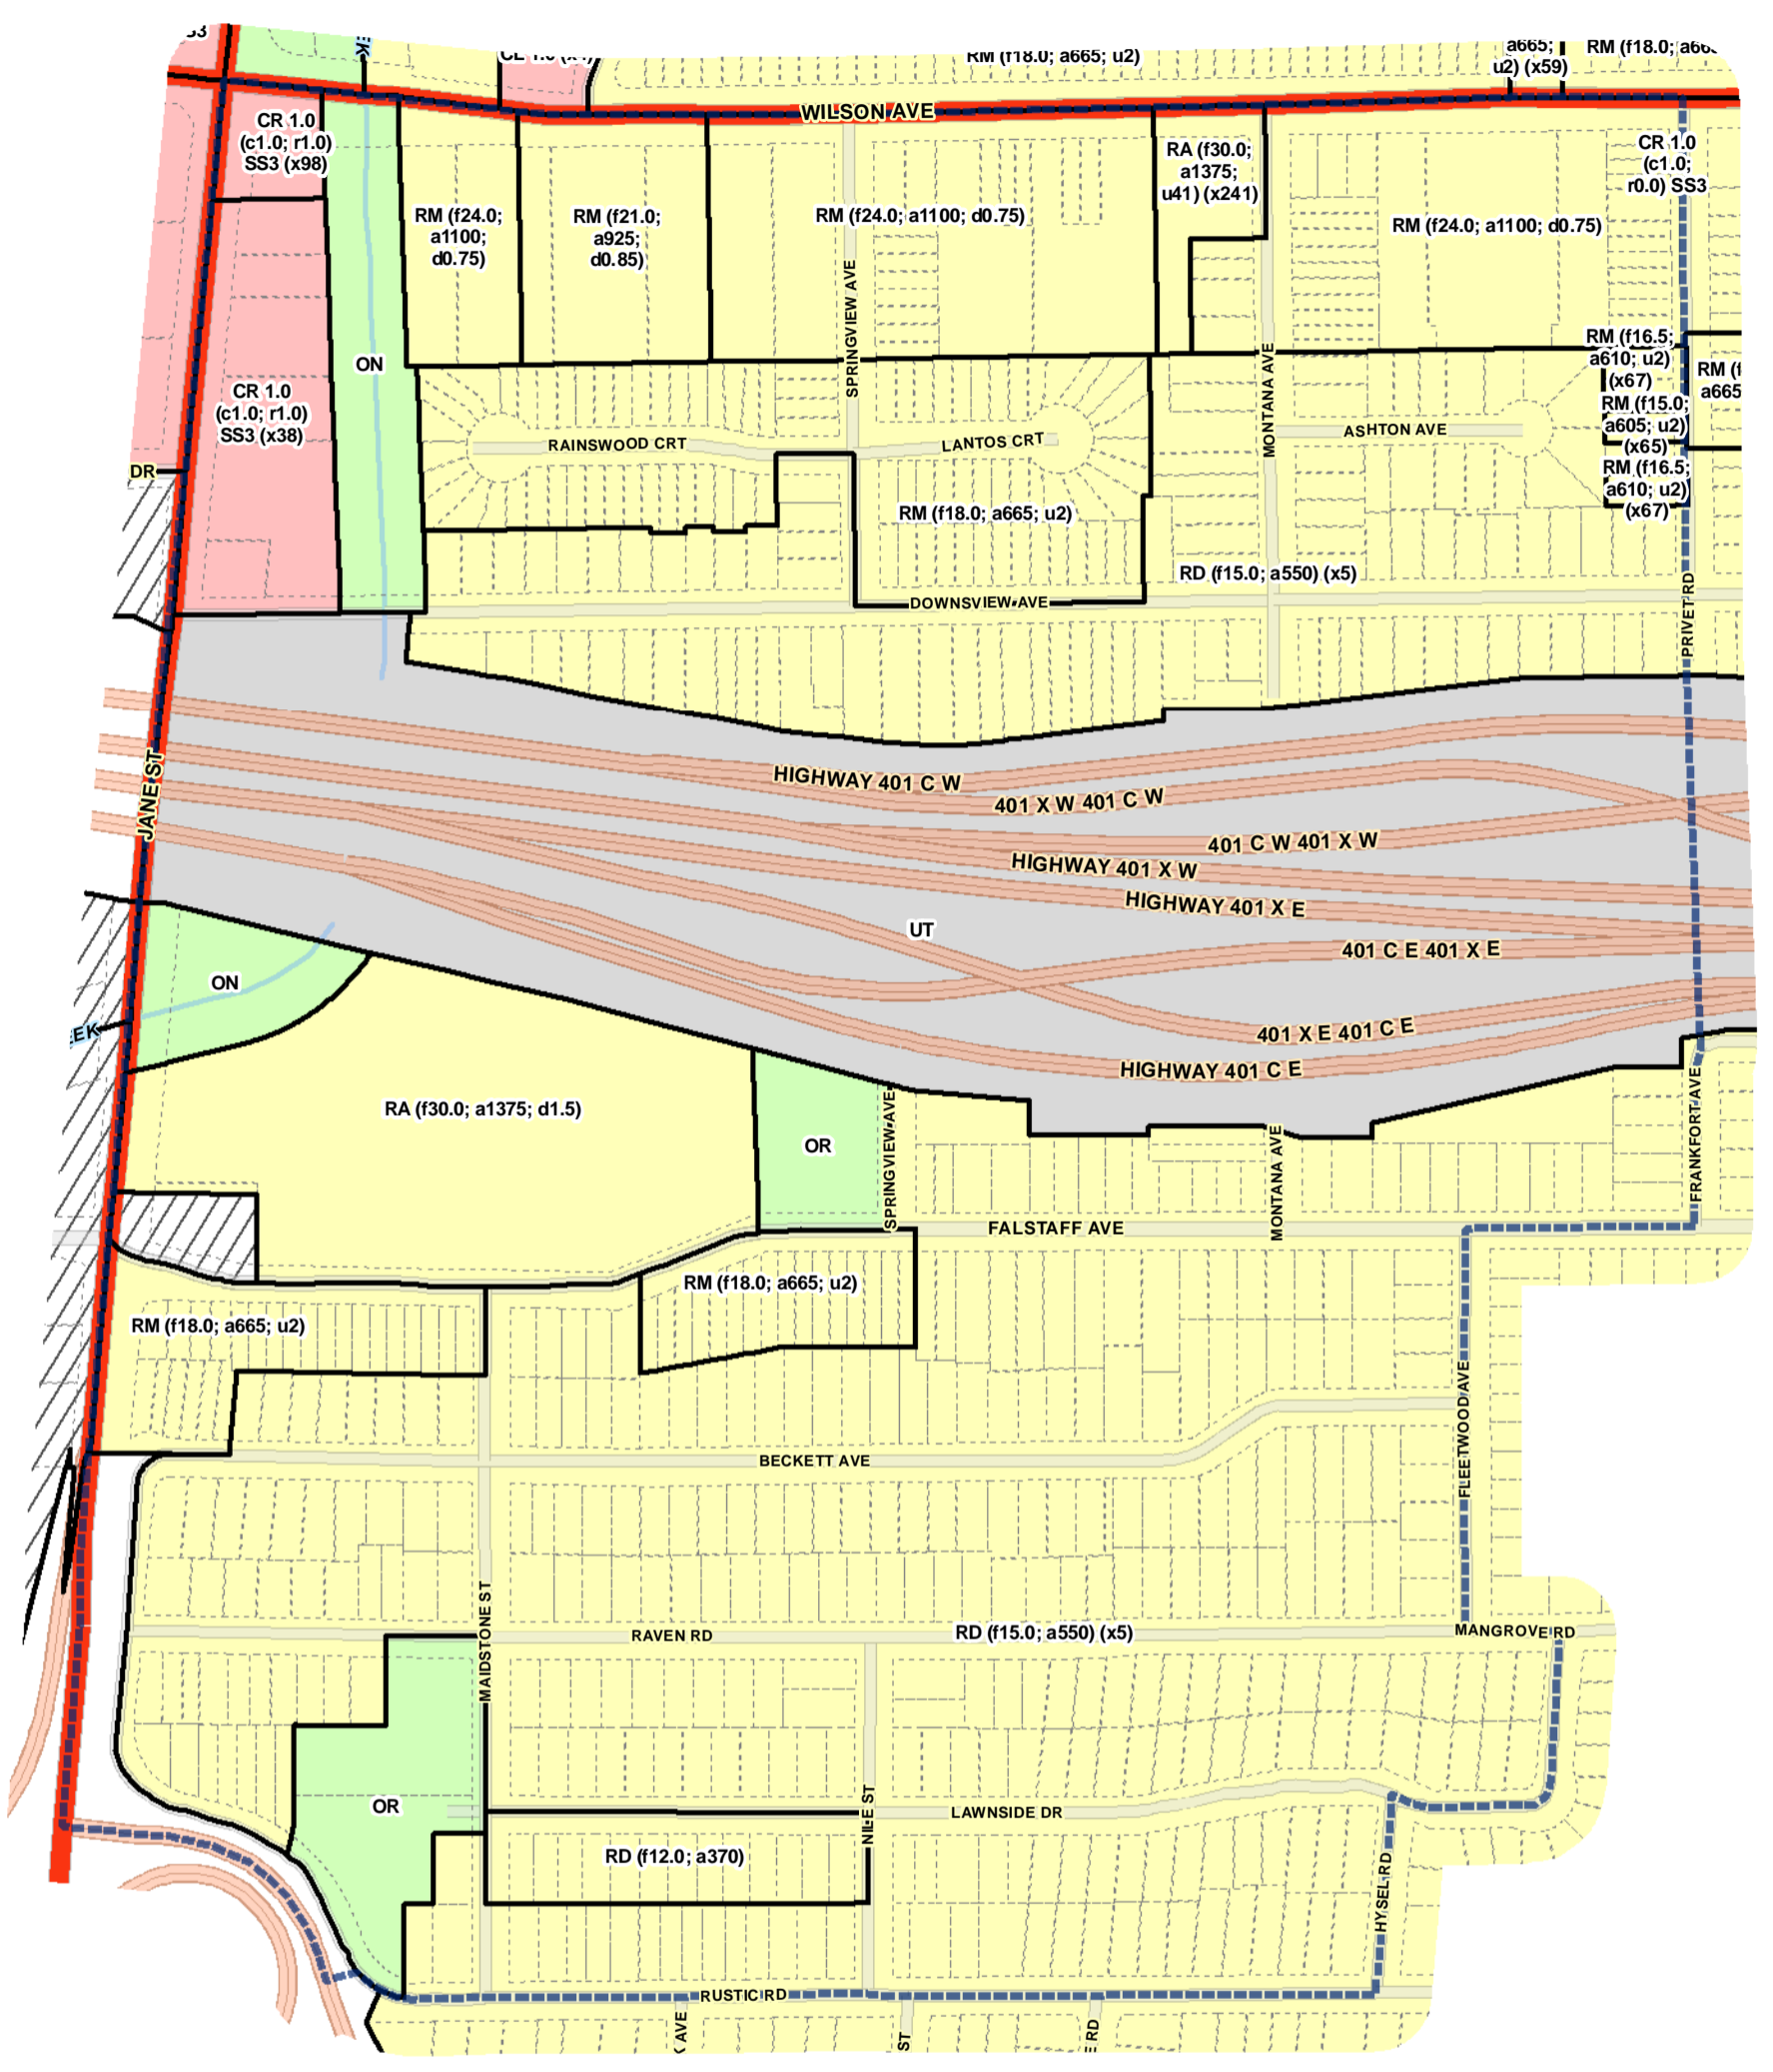 RM (f18.0; a665; u2)
a665;
u2) (x59)
WILSON AVE
CR 1.0
(c1.0; r1.0)
SS3 (x98)
RA (f30.0;
a1375;
u41) (x241)
CR 1.0
(c1.0;
r0.0) SS3
RM (f24.0;
a1100;
d0.75)
RM (f21.0;
a925;
d0.85)
RM (f24.0; a1100; d0.75)
RM (f24.0; a1100; d0.75)
SPRINGVIEW AVE
MONTANA AVE
ON
RM (f16.5;
a610; u2)
(x67)
RM (f
a665
CR 1.0
(c1.0; r1.0)
SS3 (x38)
RM (f15.0;
a605; u2)
(x65)
RAINSWOOD CRT
LANTOS CRT
ASHTON AVE
DR
RM (f16.5;
a610; u2)
(x67)
RM (f18.0; a665; u2)
RD (f15.0; a550) (x5)
DOWNSVIEW AVE
PRIVET RD
JANE ST
HIGHWAY 401 C W
401 X W 401 C W
401 C W 401 X W
HIGHWAY 401 X W
HIGHWAY 401 X E
UT
401 C E 401 X E
ON
EEK
401 X E 401 C E
HIGHWAY 401 C E
RA (f30.0; a1375; d1.5)
OR
SPRINGVIEW AVE
MONTANA AVE
FRANKFORT AVE
FALSTAFF AVE
RM (f18.0; a665; u2)
RM (f18.0; a665; u2)
FLEETWOOD AVE
BECKETT AVE
MAIDSTONE ST
RAVEN RD
RD (f15.0; a550) (x5)
MANGROVE RD
OR
NILE ST
LAWNSIDE DR
RD (f12.0; a370)
HYSEL RD
RUSTIC RD
AVE
ST
RD